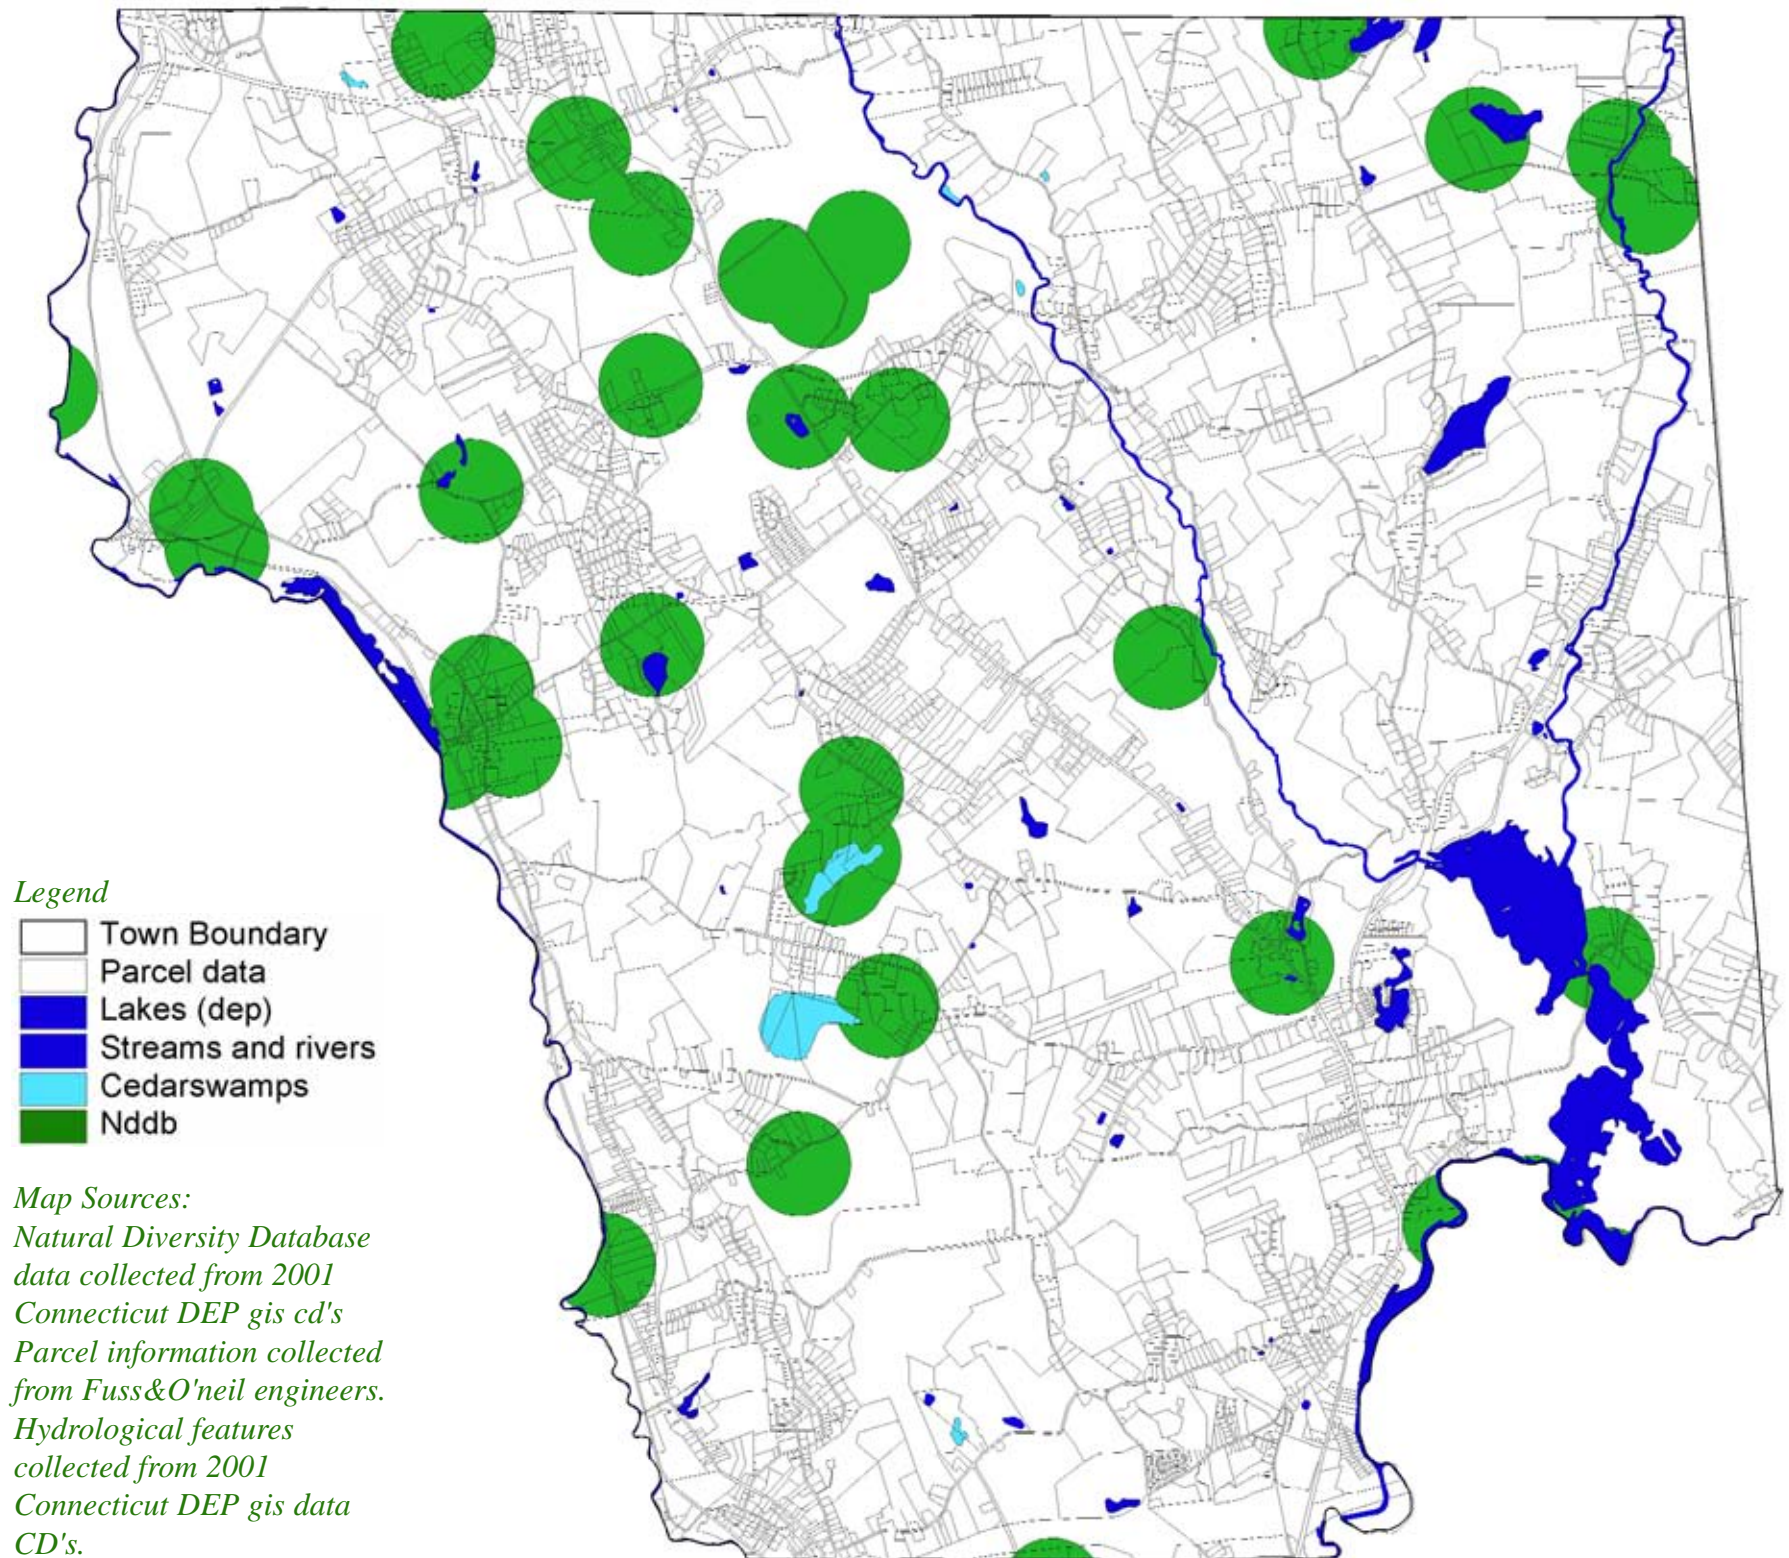 Legend
Town Boundary
Parcel data
Lakes (dep)
Streams and rivers
Cedarswamps
Nddb
Map Sources:
Natural Diversity Database
data collected from 2001
Connecticut DEP gis cd's
Parcel information collected
from Fuss&O'neil engineers.
Hydrological features
collected from 2001
Connecticut DEP gis data
CD's.